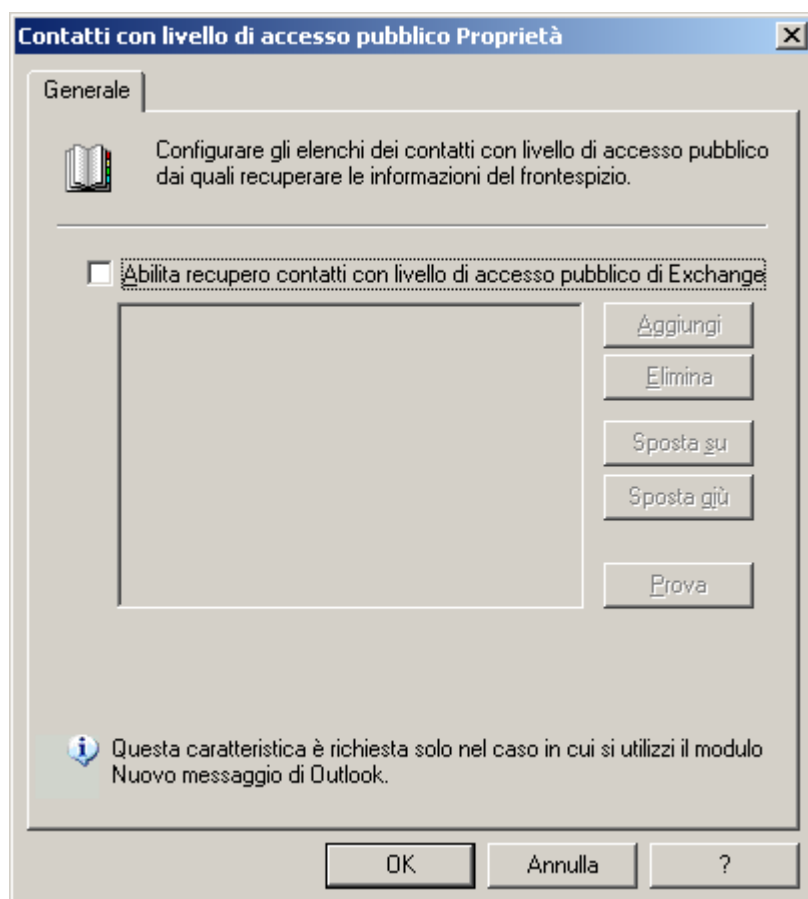 Contatti con livello di accesso pubblico Proprietà
Generale
Configurare gli elenchi dei contatti con livello di accesso pubblico
dai quali recuperare le informazioni del frontespizio.
Abilita recupero contatti con livello di accesso pubblico di Exchange
Aggiungi
Elimina
Sposta su
Sposta giù
Prova
Questa caratteristica è richiesta solo nel caso in cui si utilizzi il modulo
Nuovo messaggio di Outlook.
OK
Annulla
?